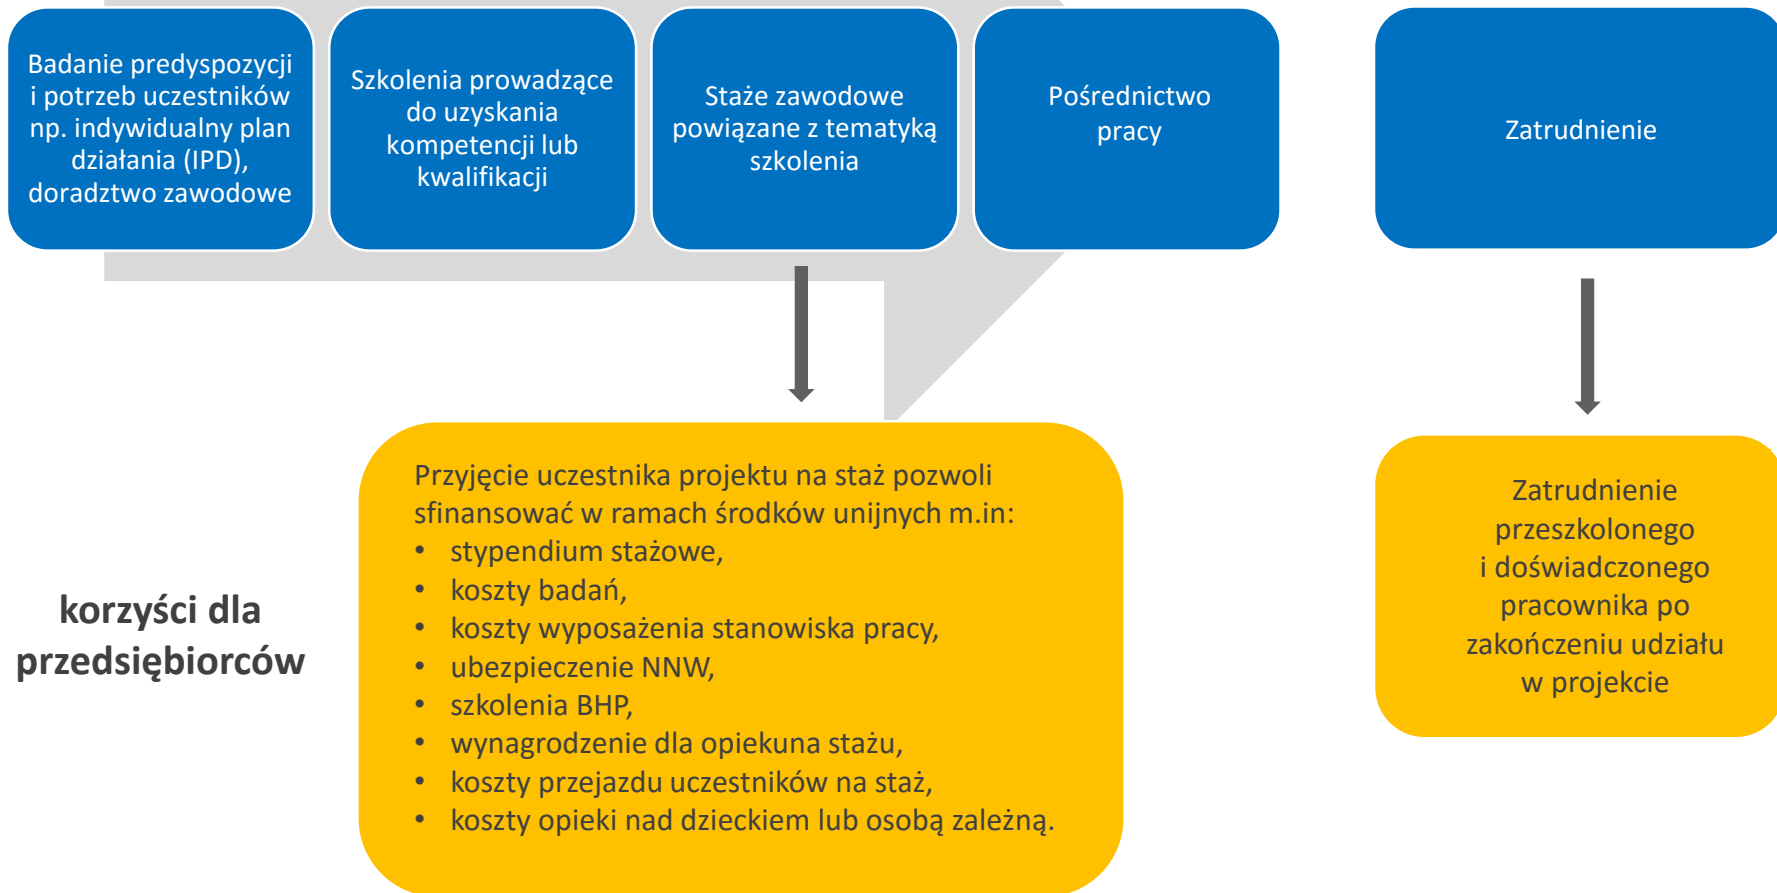 Badanie predyspozycji
i potrzeb uczestników
np. indywidualny plan
działania (IPD),
doradztwo zawodowe
Szkolenia prowadzące
do uzyskania
kompetencji lub
kwalifikacji
Staże zawodowe
powiązane z tematyką
szkolenia
Pośrednictwo
pracy
Zatrudnienie
korzyści dla
przedsiębiorców
Przyjęcie uczestnika projektu na staż pozwoli
sfinansować w ramach środków unijnych m.in:
• stypendium stażowe,
• koszty badań,
• koszty wyposażenia stanowiska pracy,
• ubezpieczenie NNW,
• szkolenia BHP,
• wynagrodzenie dla opiekuna stażu,
• koszty przejazdu uczestników na staż,
• koszty opieki nad dzieckiem lub osobą zależną.
Zatrudnienie
przeszkolonego
i doświadczonego
pracownika po
zakończeniu udziału
w projekcie